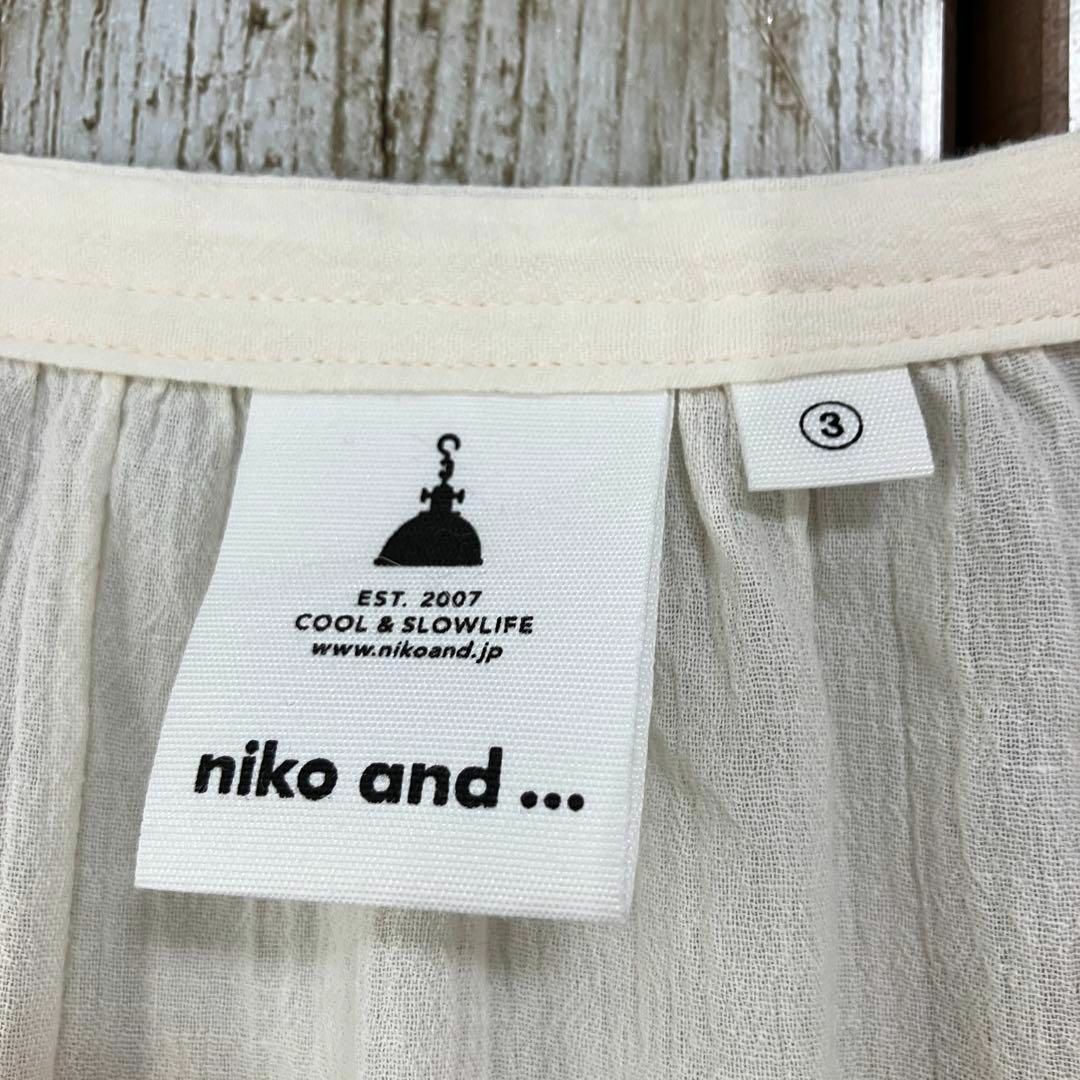 EST. 2007
COOL & SLOWLIFE
www.nikoand.jp
niko and ...
3